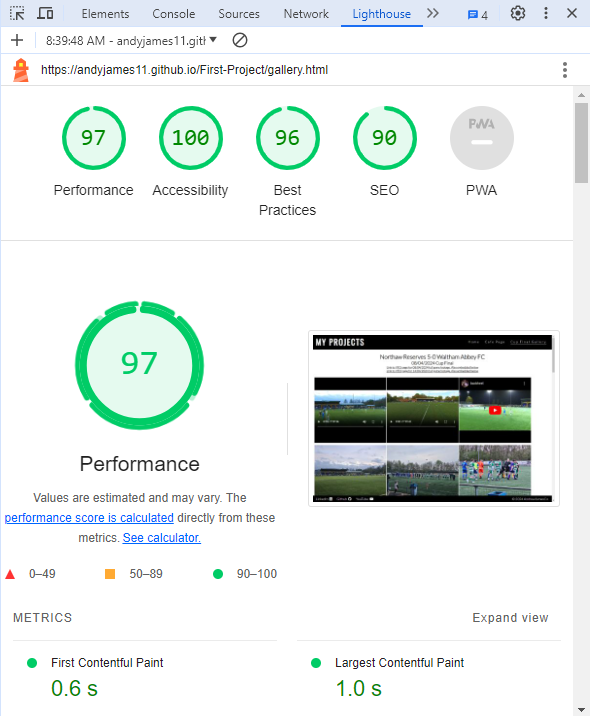 Elements Console Sources Network Lighthouse 4
8:39:48 AM - andyjames11.gitl
https://andyjames11.github.io/First-Project/gallery.html
97 100 96 90 PWA
Performance Accessibility Best Practices SEO PWA
97
MY PROJECTS
Northaw Reserves 5-0 Waltham Abbey FC
08/04/2024 Cup Final
Performance
Values are estimated and may vary. The
performance score is calculated directly from these
metrics. See calculator.
0–49 50–89 90–100
METRICS Expand view
First Contentful Paint Largest Contentful Paint
0.6 s 1.0 s